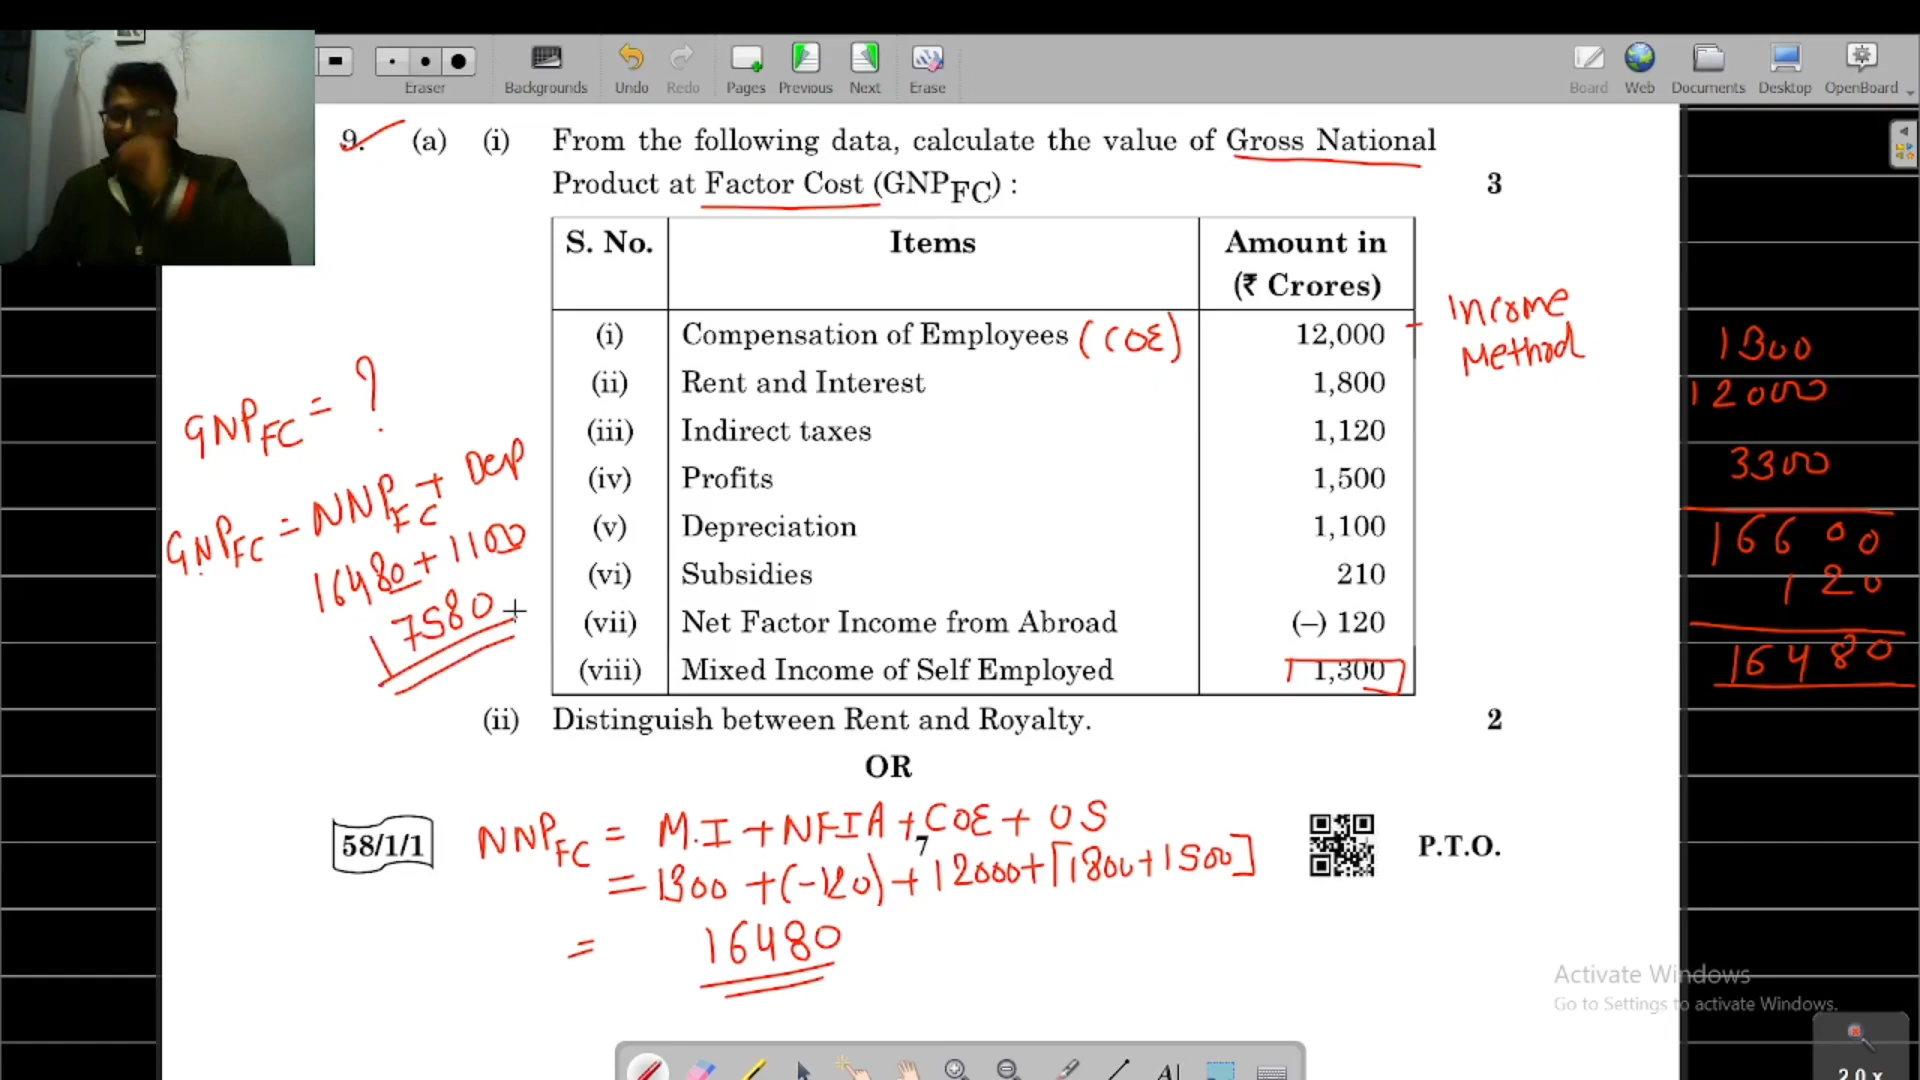 Eraser Backgrounds Undo Redo Pages Previous Next Erase Board Web Documents Desktop OpenBoard
9. (a) (i) From the following data, calculate the value of Gross National
Product at Factor Cost (GNPFC) : 3
S. No. Items Amount in
(₹ Crores)
(i) Compensation of Employees (COE) 12,000 - Income
Method
(ii) Rent and Interest 1,800
(iii) Indirect taxes 1,120
(iv) Profits 1,500
(v) Depreciation 1,100
(vi) Subsidies 210
(vii) Net Factor Income from Abroad (–) 120
(viii) Mixed Income of Self Employed 1,300
(ii) Distinguish between Rent and Royalty. 2
OR
GNPFC = ?
GNPFC = NNPFC + Dep
16480 + 1100
17580
1300
12000
3300
16600
120
16480
NNPFC = M.I + NFIA + COE + OS
= 1300 + (-120) + 12000 + [1800 + 1500]
= 16480
58/1/1 7 P.T.O.
Activate Windows
Go to Settings to activate Windows.
2.0 x